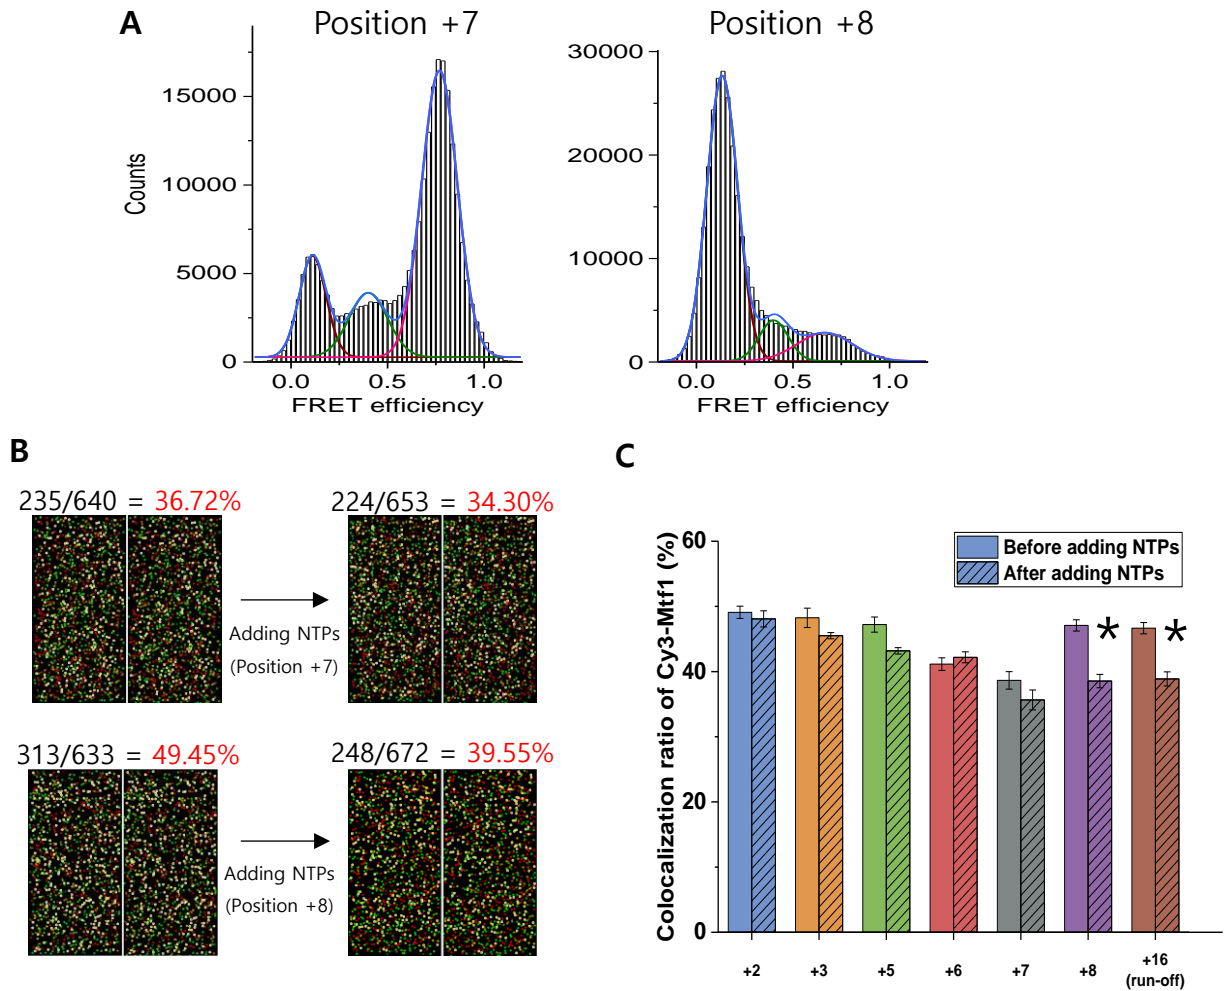 A
Position +7
Position +8
Counts
15000
10000
5000
0
0.0 0.5 1.0
FRET efficiency
30000
20000
10000
0
0.0 0.5 1.0
FRET efficiency
B
235/640 = 36.72%
224/653 = 34.30%
Adding NTPs
(Position +7)
313/633 = 49.45%
248/672 = 39.55%
Adding NTPs
(Position +8)
C
Colocalization ratio of Cy3-Mtf1 (%)
60
40
20
0
Before adding NTPs
After adding NTPs
*
*
+2 +3 +5 +6 +7 +8 +16
(run-off)